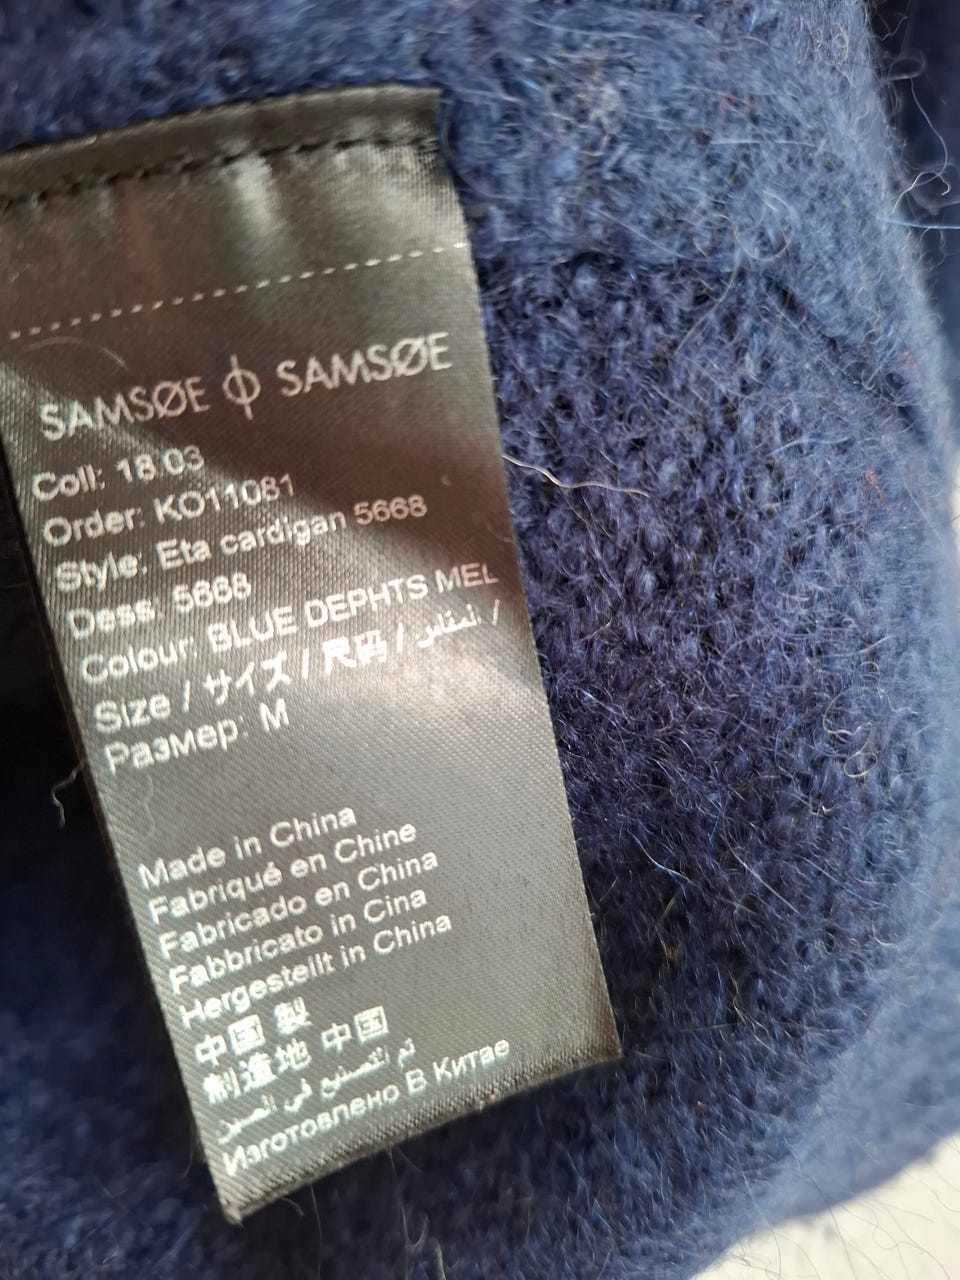 SAMSØE ϕ SAMSØE
Coll: 18.03
Order: KO11081
Style: Eta cardigan 5668
Dess: 5668
Colour: BLUE DEPHTS MEL
Size / サイズ / 尺码 / المقاس /
Размер: M
Made in China
Fabriqué en Chine
Fabricado en China
Fabbricato in Cina
Hergestellt in China
中国 製
制造地 中国
تم التصنيع في الصين
Изготовлено В Китае